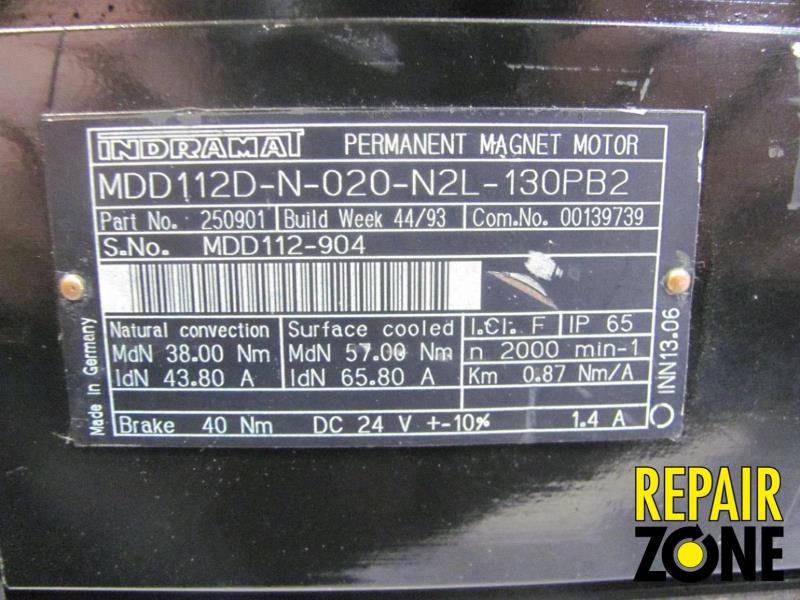 INDRAMAT PERMANENT MAGNET MOTOR
MDD112D-N-020-N2L-130PB2
Part No. 250901 Build Week 44/93 Com.No. 00139739
S.No. MDD112-904
Natural convection Surface cooled I.Cl. F IP 65
MdN 38.00 Nm MdN 57.00 Nm n 2000 min-1
IdN 43.80 A IdN 65.80 A Km 0.87 Nm/A
Brake 40 Nm DC 24 V +-10% 1.4 A
Made in Germany
INN13.06
REPAIR
ZONE